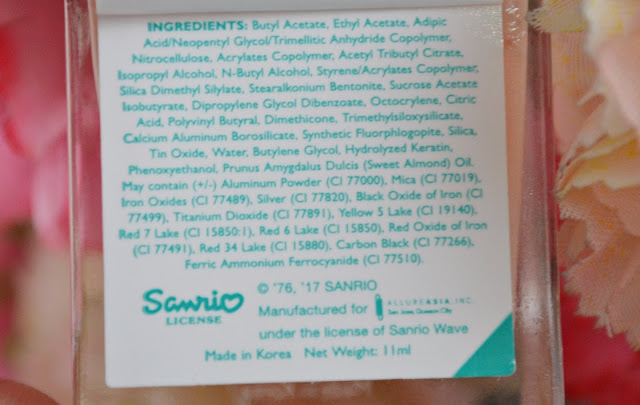 INGREDIENTS: Butyl Acetate, Ethyl Acetate, Adipic
Acid/Neopentyl Glycol/Trimellitic Anhydride Copolymer,
Nitrocellulose, Acrylates Copolymer, Acetyl Tributyl Citrate,
Isopropyl Alcohol, N-Butyl Alcohol, Styrene/Acrylates Copolymer,
Silica Dimethyl Silylate, Stearalkonium Bentonite, Sucrose Acetate
Isobutyrate, Dipropylene Glycol Dibenzoate, Octocrylene, Citric
Acid, Polyvinyl Butyral, Dimethicone, Trimethylsiloxysilicate,
Calcium Aluminum Borosilicate, Synthetic Fluorphlogopite, Silica,
Tin Oxide, Water, Butylene Glycol, Hydrolyzed Keratin,
Phenoxyethanol, Prunus Amygdalus Dulcis (Sweet Almond) Oil.
May contain (+/-) Aluminum Powder (CI 77000), Mica (CI 77019),
Iron Oxides (CI 77489), Silver (CI 77820), Black Oxide of Iron (CI
77499), Titanium Dioxide (CI 77891), Yellow 5 Lake (CI 19140),
Red 7 Lake (CI 15850:1), Red 6 Lake (CI 15850), Red Oxide of Iron
(CI 77491), Red 34 Lake (CI 15880), Carbon Black (CI 77266),
Ferric Ammonium Ferrocyanide (CI 77510).
Sanrio
LICENSE
© '76, '17 SANRIO
Manufactured for ALLUREASIA, INC.
San Jose, Quezon City
under the license of Sanrio Wave
Made in Korea Net Weight: 11ml